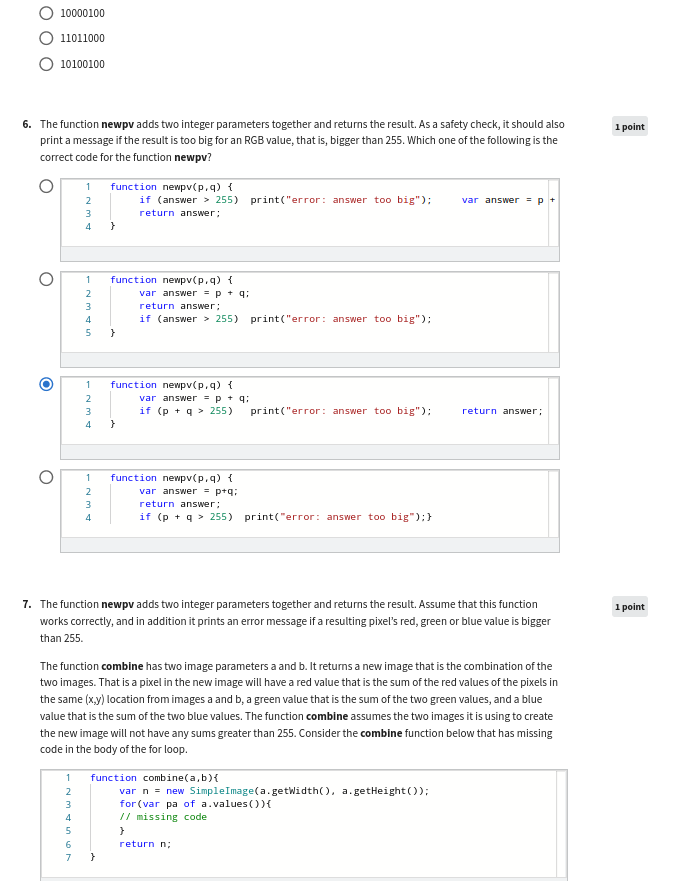 10000100
11011000
10100100
6. The function newpv adds two integer parameters together and returns the result. As a safety check, it should also
1 point
print a message if the result is too big for an RGB value, that is, bigger than 255. Which one of the following is the
correct code for the function newpv?
1 function newpv(p,q) {
2 if (answer > 255) print("error: answer too big"); var answer = p +
3 return answer;
4 }
1 function newpv(p,q) {
2 var answer = p + q;
3 return answer;
4 if (answer > 255) print("error: answer too big");
5 }
1 function newpv(p,q) {
2 var answer = p + q;
3 if (p + q > 255) print("error: answer too big"); return answer;
4 }
1 function newpv(p,q) {
2 var answer = p+q;
3 return answer;
4 if (p + q > 255) print("error: answer too big");}
7. The function newpv adds two integer parameters together and returns the result. Assume that this function
1 point
works correctly, and in addition it prints an error message if a resulting pixel's red, green or blue value is bigger
than 255.
The function combine has two image parameters a and b. It returns a new image that is the combination of the
two images. That is a pixel in the new image will have a red value that is the sum of the red values of the pixels in
the same (x,y) location from images a and b, a green value that is the sum of the two green values, and a blue
value that is the sum of the two blue values. The function combine assumes the two images it is using to create
the new image will not have any sums greater than 255. Consider the combine function below that has missing
code in the body of the for loop.
1 function combine(a,b){
2 var n = new SimpleImage(a.getWidth(), a.getHeight());
3 for(var pa of a.values()){
4 // missing code
5 }
6 return n;
7 }